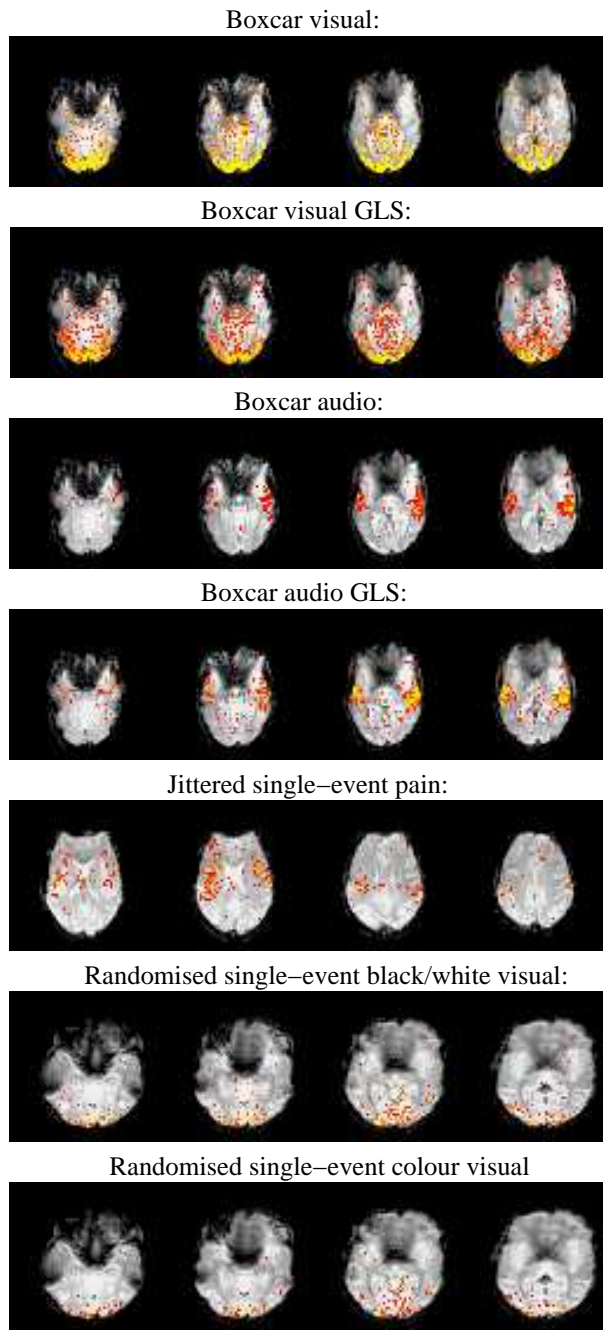 Boxcar visual:
Boxcar visual GLS:
Boxcar audio:
Boxcar audio GLS:
Jittered single−event pain:
Randomised single−event black/white visual:
Randomised single−event colour visual